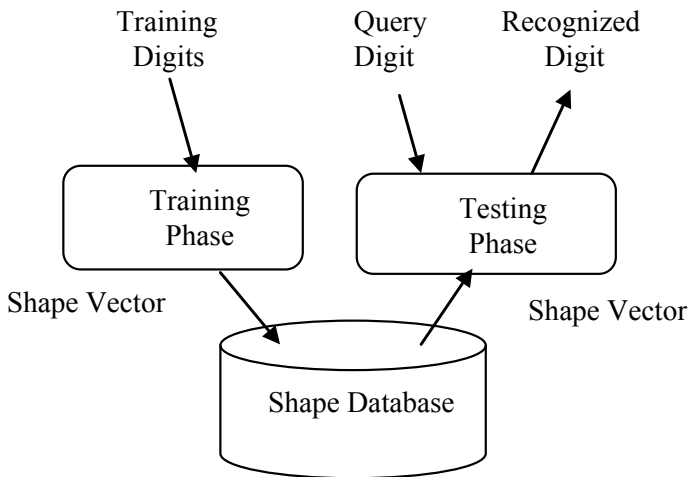 Training
Digits
Query
Digit
Recognized
Digit
Training
Phase
Testing
Phase
Shape Vector
Shape Vector
Shape Database